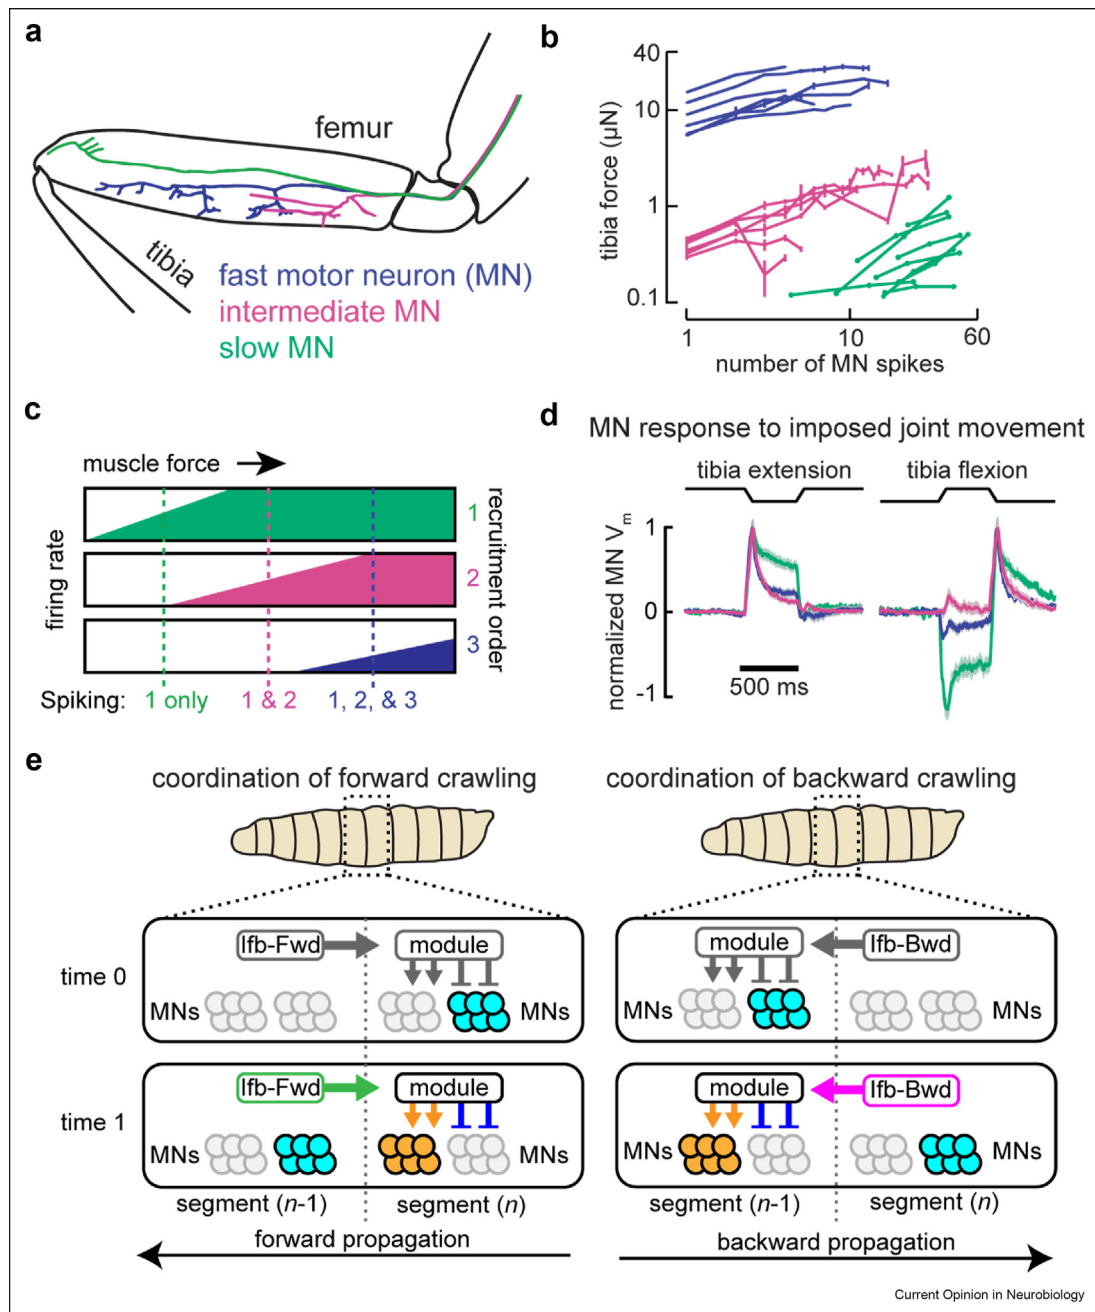 a
femur
tibia
fast motor neuron (MN)
intermediate MN
slow MN
b
tibia force (µN)
40
10
1
0.1
1
10
60
number of MN spikes
c
muscle force
firing rate
1
2
3
recruitment order
Spiking: 1 only 1 & 2 1, 2, & 3
d
MN response to imposed joint movement
tibia extension
tibia flexion
normalized MN Vm
1
0
-1
500 ms
e
coordination of forward crawling
time 0
Ifb-Fwd
module
MNs
MNs
time 1
Ifb-Fwd
module
MNs
MNs
segment (n-1)
segment (n)
forward propagation
coordination of backward crawling
module
Ifb-Bwd
MNs
MNs
module
Ifb-Bwd
MNs
MNs
segment (n-1)
segment (n)
backward propagation
Current Opinion in Neurobiology